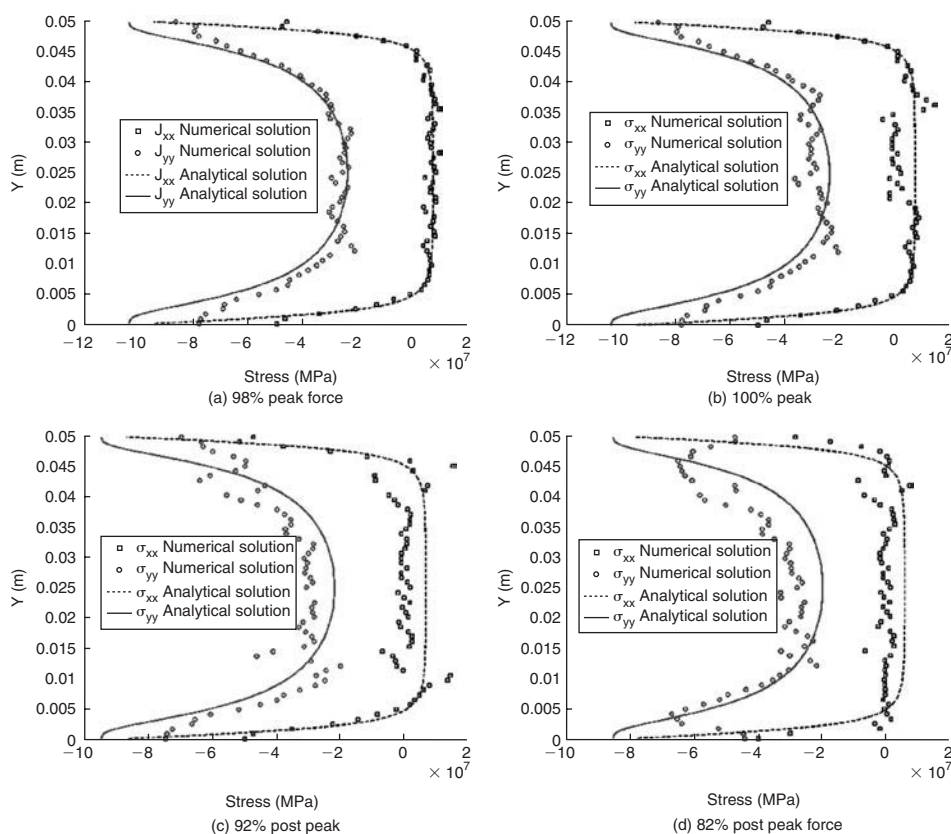 0.05
0.045
0.04
0.035
0.03
0.025
0.02
0.015
0.01
0.005
0
Y (m)
J_xx Numerical solution
J_yy Numerical solution
J_xx Analytical solution
J_yy Analytical solution
−12 −10 −8 −6 −4 −2 0 2
× 10^7
Stress (MPa)
(a) 98% peak force
0.05
0.045
0.04
0.035
0.03
0.025
0.02
0.015
0.01
0.005
0
Y (m)
σ_xx Numerical solution
σ_yy Numerical solution
σ_xx Analytical solution
σ_yy Analytical solution
−12 −10 −8 −6 −4 −2 0 2
× 10^7
Stress (MPa)
(b) 100% peak
0.05
0.045
0.04
0.035
0.03
0.025
0.02
0.015
0.01
0.005
0
Y (m)
σ_xx Numerical solution
σ_yy Numerical solution
σ_xx Analytical solution
σ_yy Analytical solution
−10 −8 −6 −4 −2 0 2
× 10^7
Stress (MPa)
(c) 92% post peak
0.05
0.045
0.04
0.035
0.03
0.025
0.02
0.015
0.01
0.005
0
Y (m)
σ_xx Numerical solution
σ_yy Numerical solution
σ_xx Analytical solution
σ_yy Analytical solution
−10 −8 −6 −4 −2 0 2
× 10^7
Stress (MPa)
(d) 82% post peak force